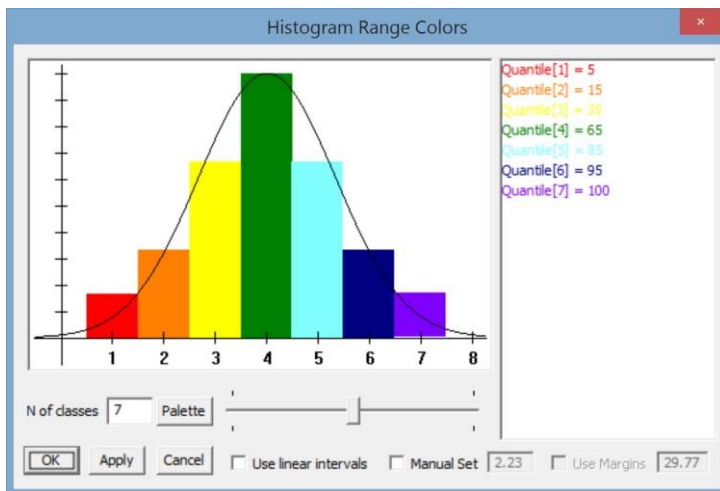 Histogram Range Colors
×
Quantile[1] = 5
Quantile[2] = 15
Quantile[3] = 35
Quantile[4] = 65
Quantile[5] = 85
Quantile[6] = 95
Quantile[7] = 100
1 2 3 4 5 6 7 8
N of classes 7 Palette
OK Apply Cancel Use linear intervals Manual Set 2.23 Use Margins 29.77